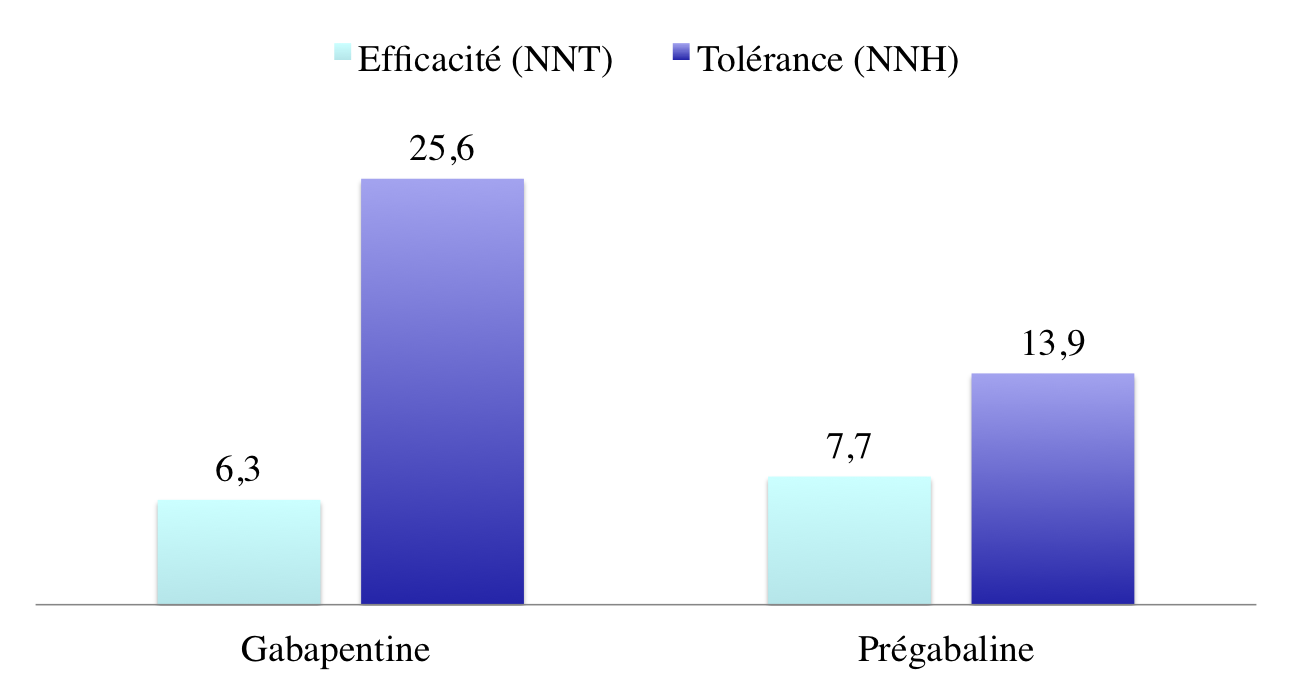 Efficacité (NNT) Tolérance (NNH)
25,6
13,9
7,7
6,3
Gabapentine Prégabaline